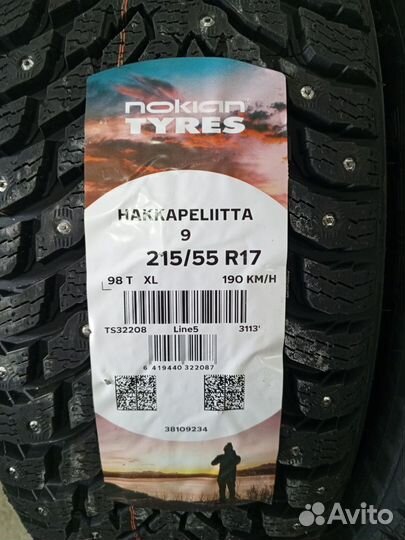 nokian
TYRES
HAKKAPELIITTA
9
215/55 R17
98 T XL 190 KM/H
TS32208 Line5 3113'
6 419440 322087
38109234
Avito